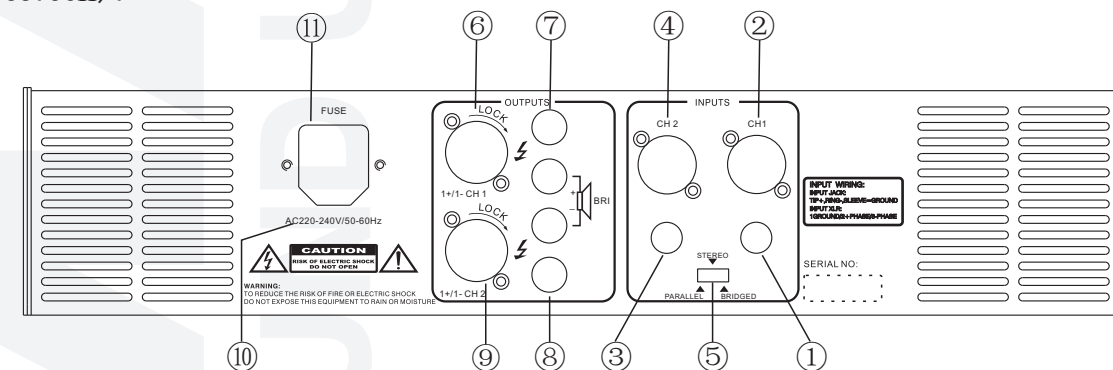 ⑪
⑥
⑦
④
②
FUSE
OUTPUTS
LOCK
1+/1- CH 1
LOCK
1+/1- CH 2
+
−
BRI
INPUTS
CH 2
CH1
STEREO
PARALLEL
BRIDGED
INPUT WIRING:
INPUT JACK:
TIP+,RING-,SLEEVE=GROUND
INPUT XLR:
1GROUND/2+PHASE/3-PHASE
SERIAL NO:
AC220-240V/50-60Hz
CAUTION
RISK OF ELECTRIC SHOCK
DO NOT OPEN
WARNING:
TO REDUCE THE RISK OF FIRE OR ELECTRIC SHOCK
DO NOT EXPOSE THIS EQUIPMENT TO RAIN OR MOISTURE
⑩
⑨
⑧
③
⑤
①